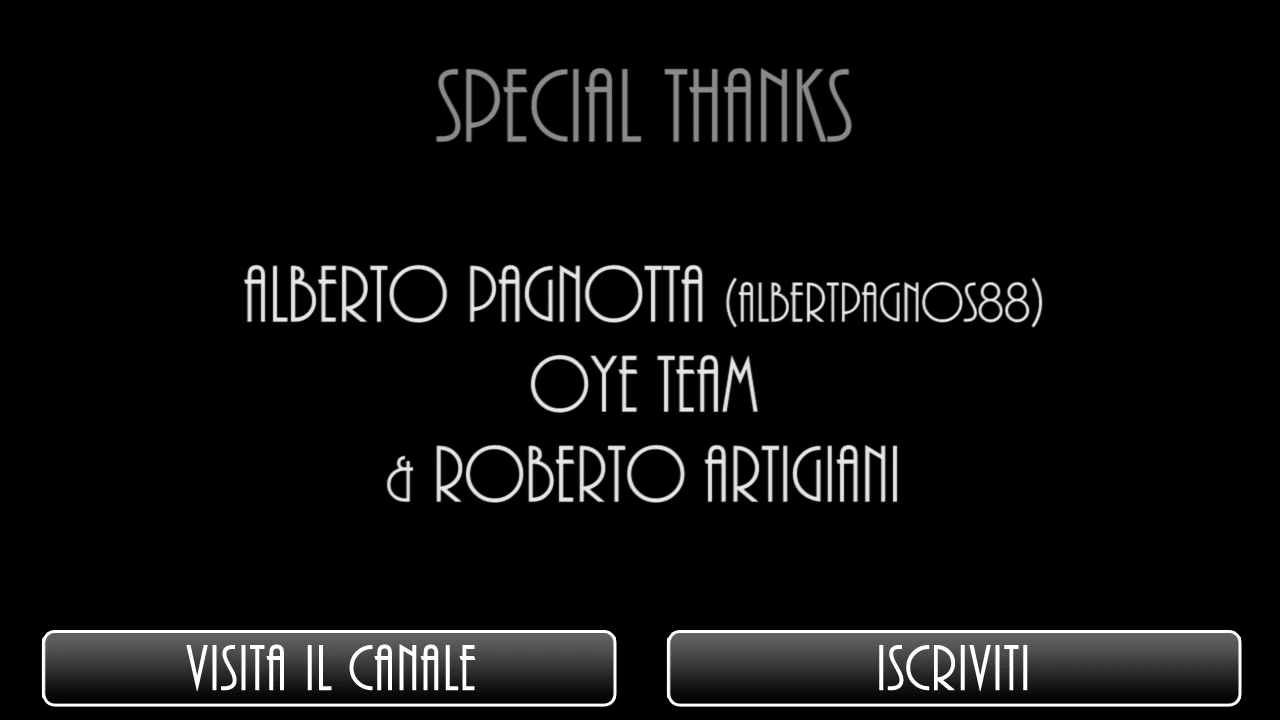 SPECIAL THANKS
ALBERTO PAGNOTTA (ALBERTPAGNOS88)
OYE TEAM
& ROBERTO ARTIGIANI
VISITA IL CANALE
ISCRIVITI